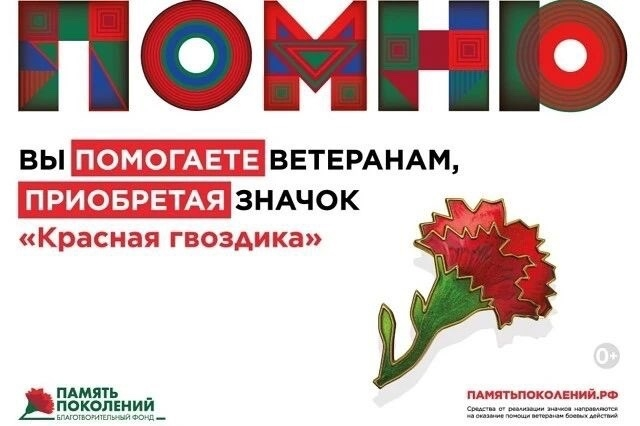 ПОМНЮ
ВЫ ПОМОГАЕТЕ ВЕТЕРАНАМ,
ПРИОБРЕТАЯ ЗНАЧОК
«Красная гвоздика»
0+
ПАМЯТЬ
ПОКОЛЕНИЙ
БЛАГОТВОРИТЕЛЬНЫЙ ФОНД
ПАМЯТЬПОКОЛЕНИЙ.РФ
Средства от реализации значков направляются
на оказание помощи ветеранам боевых действий